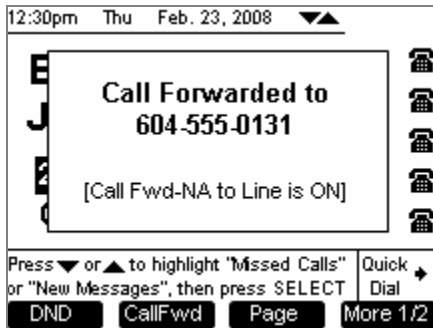 12:30pm Thu Feb. 23, 2008
Call Forwarded to
604-555-0131
[Call Fwd-NA to Line is ON]
Press ▼ or ▲ to highlight "Missed Calls"
or "New Messages", then press SELECT
Quick
Dial
DND CallFwd Page More 1/2